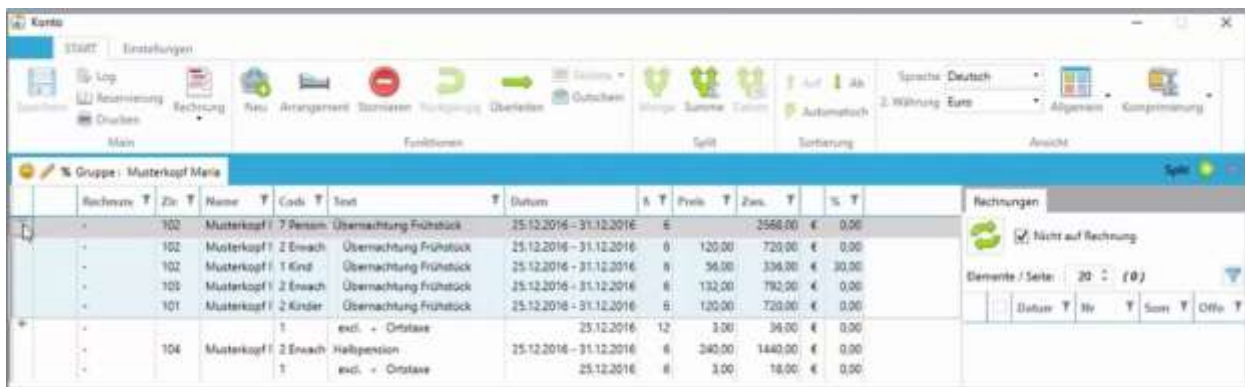 Konto
START Einstellungen
Log
Reservierung
Drucken
Rechnung
Neu Arrangement Stornieren Rückgängig Überleiten
Gutschein
Menge Summe
Auf Ab
Automatisch
Sprache Deutsch
2. Währung Euro
Allgemein Komprimierung
Main Funktionen Split Sortierung Ansicht
% Gruppe : Musterkopf Maria
Split
Name Text Datum Preis %
- 102 Musterkopf 7 Person Übernachtung Frühstück 25.12.2016 - 31.12.2016 6 2568,00 € 0,00
- 102 Musterkopf 2 Erwach Übernachtung Frühstück 25.12.2016 - 31.12.2016 6 120,00 720,00 € 0,00
- 102 Musterkopf 1 Kind Übernachtung Frühstück 25.12.2016 - 31.12.2016 6 56,00 336,00 € 30,00
- 103 Musterkopf 2 Erwach Übernachtung Frühstück 25.12.2016 - 31.12.2016 6 132,00 792,00 € 0,00
- 101 Musterkopf 2 Kinder Übernachtung Frühstück 25.12.2016 - 31.12.2016 6 120,00 720,00 € 0,00
- 1 excl. - Ortstaxe 25.12.2016 12 3,00 36,00 € 0,00
- 104 Musterkopf 2 Erwach Halbpension 25.12.2016 - 31.12.2016 6 240,00 1440,00 € 0,00
- 1 excl. - Ortstaxe 25.12.2016 6 3,00 18,00 € 0,00
Rechnungen
Nicht auf Rechnung
Elemente / Seite: 20 (0)
Datum Nr Som Offe